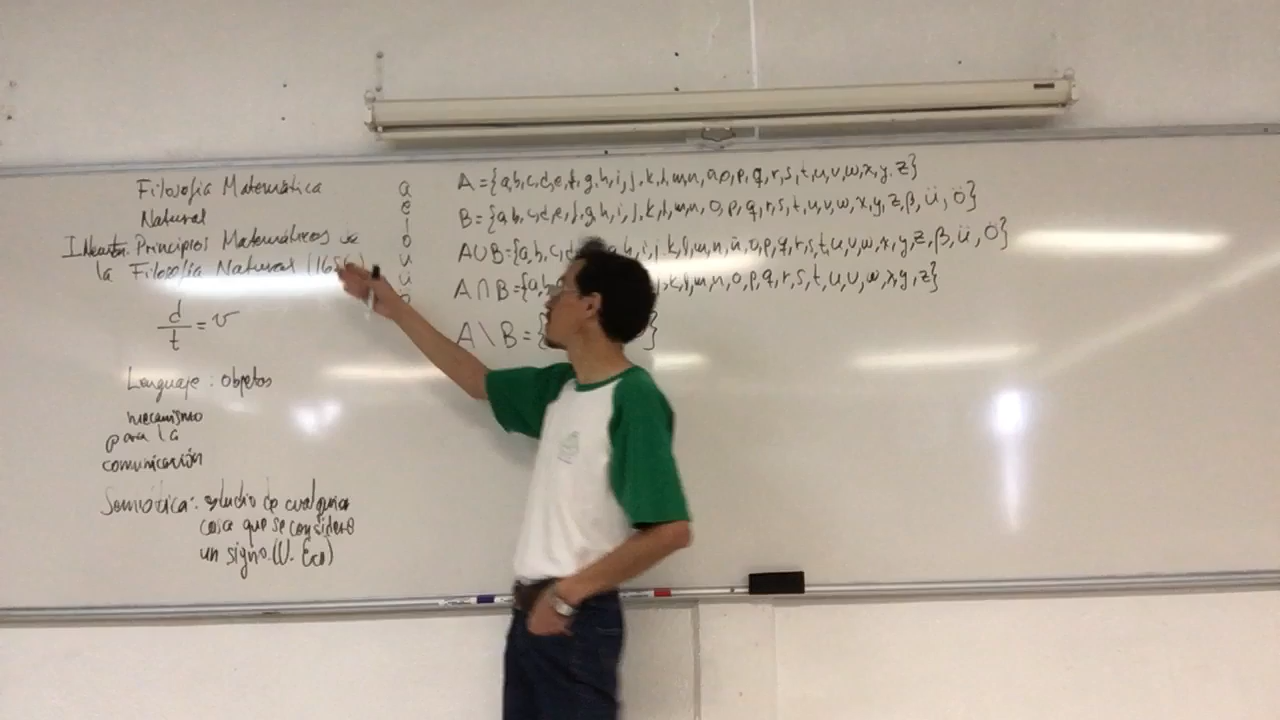 Filosofía Matemática
Natural
I. Newton: Principios Matemáticos de
la Filosofía Natural
d
t
= v
Lenguaje : objetos
mecanismo
para la
comunicación
Semiótica: estudio de cualquier
cosa que se considere
un signo. (U. Eco)
a
e
i
o
u
ü
A = {a,b,c,d,e,f,g,h,i,j,k,l,m,n,ñ,o,p,q,r,s,t,u,v,w,x,y,z}
B = {a,b,c,d,e,f,g,h,i,j,k,l,m,n,o,p,q,r,s,t,u,v,w,x,y,z,β,ü,ö}
A∪B = {a,b,c,d h,i,j,k,l,m,n,ñ,o,p,q,r,s,t,u,v,w,x,y,z,β,ü,ö}
A∩B = {a,b, k,l,m,n,o,p,q,r,s,t,u,v,w,x,y,z}
A\B = { }